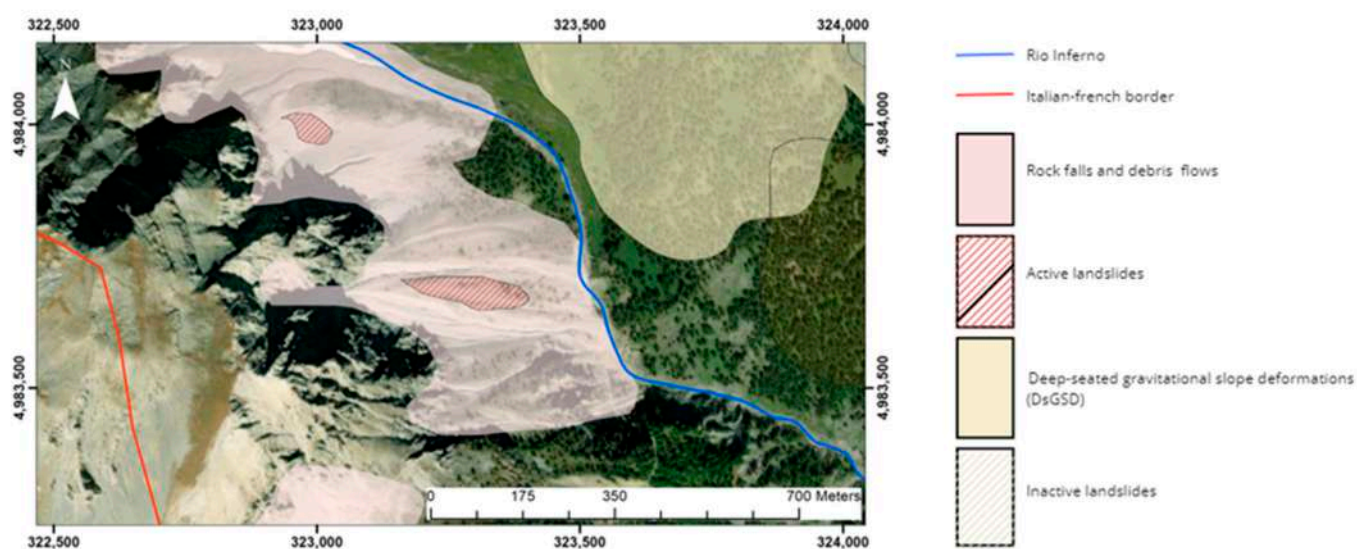 322,500 323,000 323,500 324,000
N
4,984,000 4,984,000
4,983,500 4,983,500
0 175 350 700 Meters
322,500 323,000 323,500 324,000
Rio Inferno
Italian-french border
Rock falls and debris flows
Active landslides
Deep-seated gravitational slope deformations
(DsGSD)
Inactive landslides